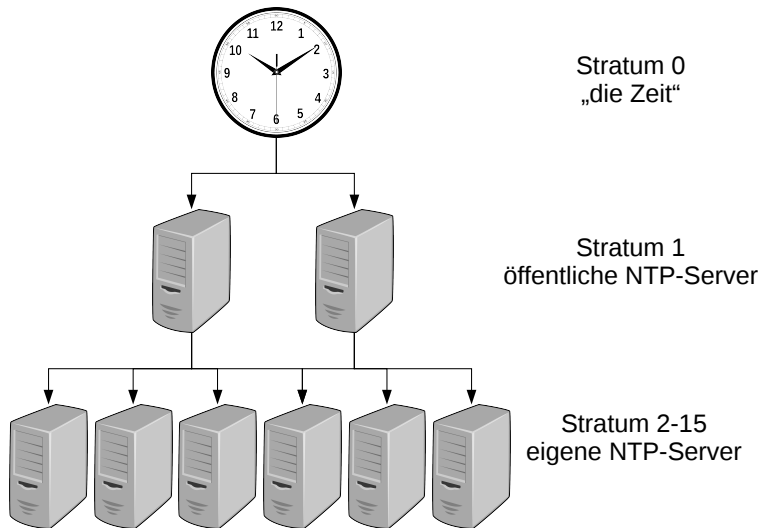 12
11
1
10
2
9
3
8
4
7
5
6
Stratum 0
„die Zeit“
Stratum 1
öffentliche NTP-Server
Stratum 2-15
eigene NTP-Server